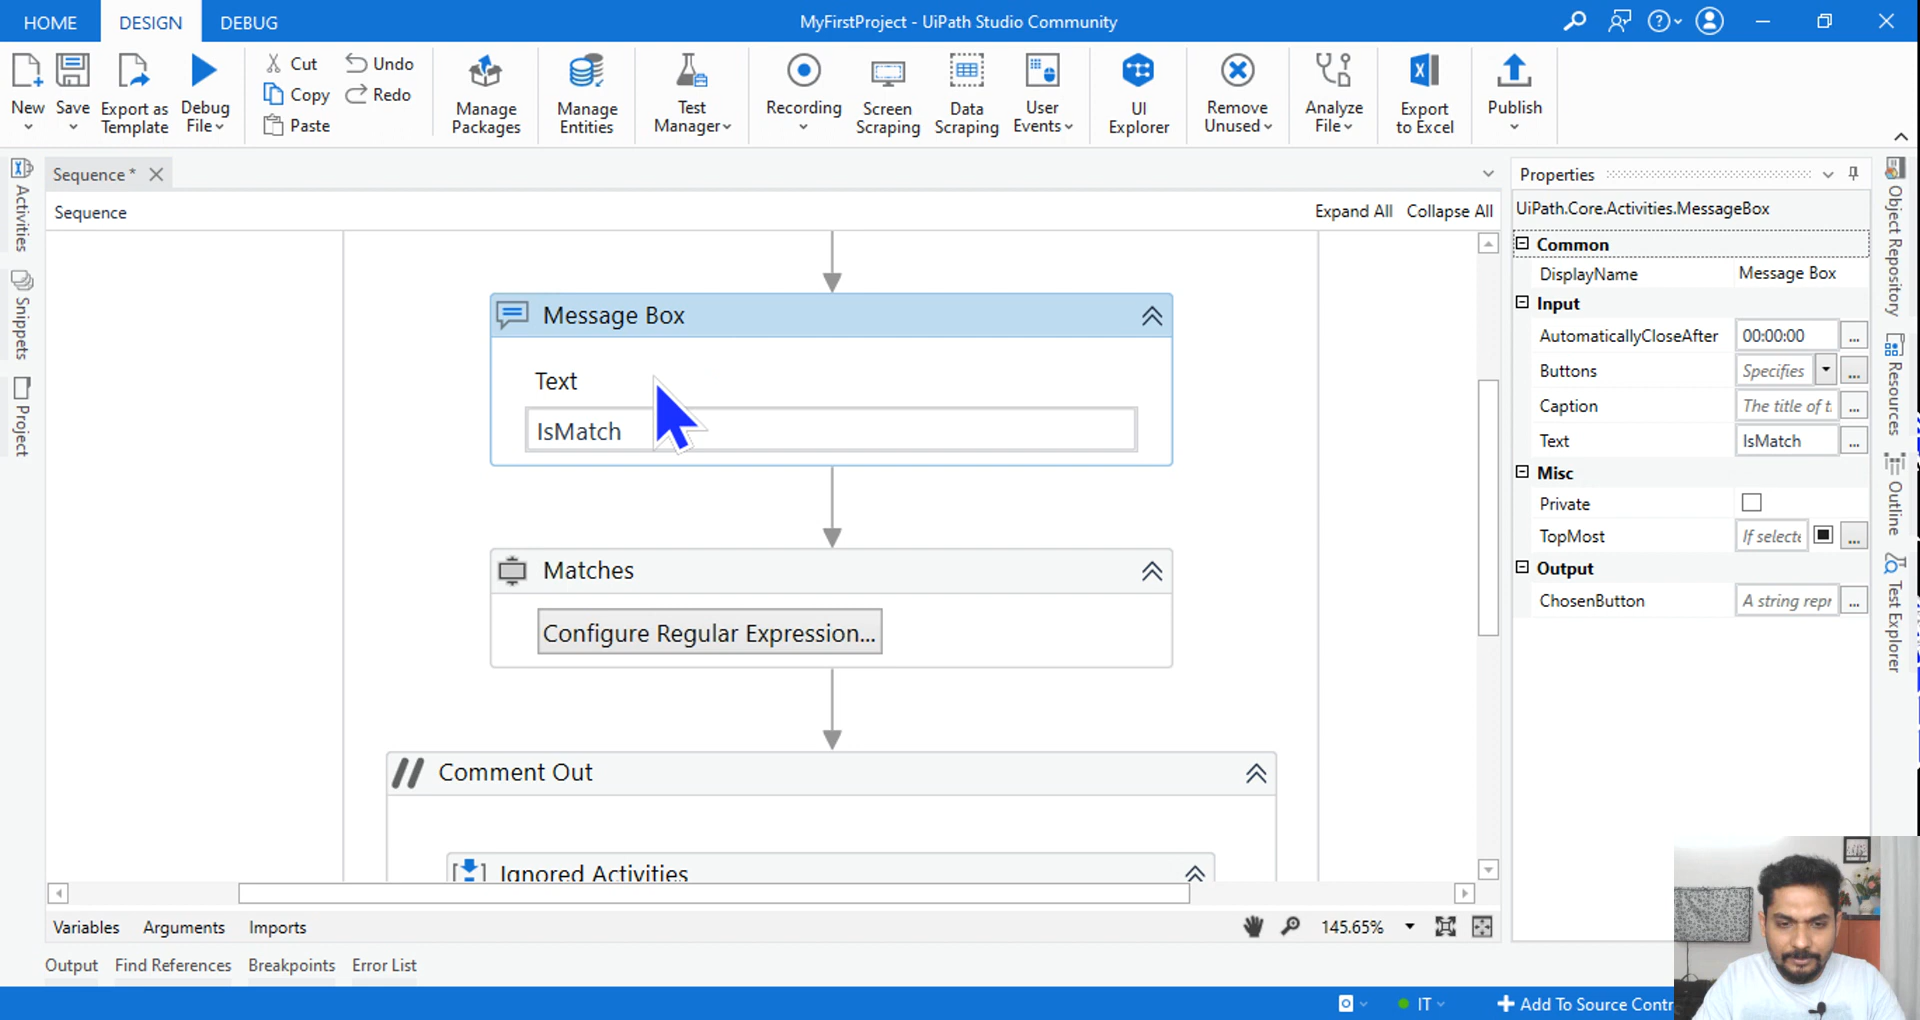 HOME DESIGN DEBUG MyFirstProject - UiPath Studio Community
New Save Export as Template Debug File Cut Copy Paste Undo Redo Manage Packages Manage Entities Test Manager Recording Screen Scraping Data Scraping User Events UI Explorer Remove Unused Analyze File Export to Excel Publish
Activities
Snippets
Project
Sequence *
Sequence Expand All Collapse All
Message Box
Text
IsMatch
Matches
Configure Regular Expression...
Comment Out
Ignored Activities
Properties
UiPath.Core.Activities.MessageBox
Common
DisplayName Message Box
Input
AutomaticallyCloseAfter 00:00:00 ...
Buttons Specifies ...
Caption The title of t ...
Text IsMatch ...
Misc
Private
TopMost If selecte ...
Output
ChosenButton A string repr ...
Object Repository
Resources
Outline
Test Explorer
Variables Arguments Imports 145.65%
Output Find References Breakpoints Error List
IT + Add To Source Contr